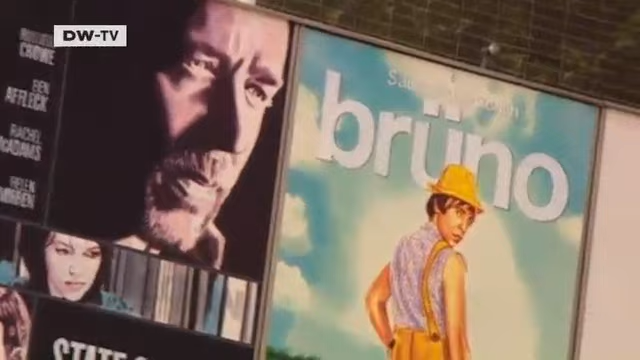 DW-TV
CROWE
BEN
AFFLECK
RACHEL
McADAMS
HELEN
MIRREN
STATE
brüno